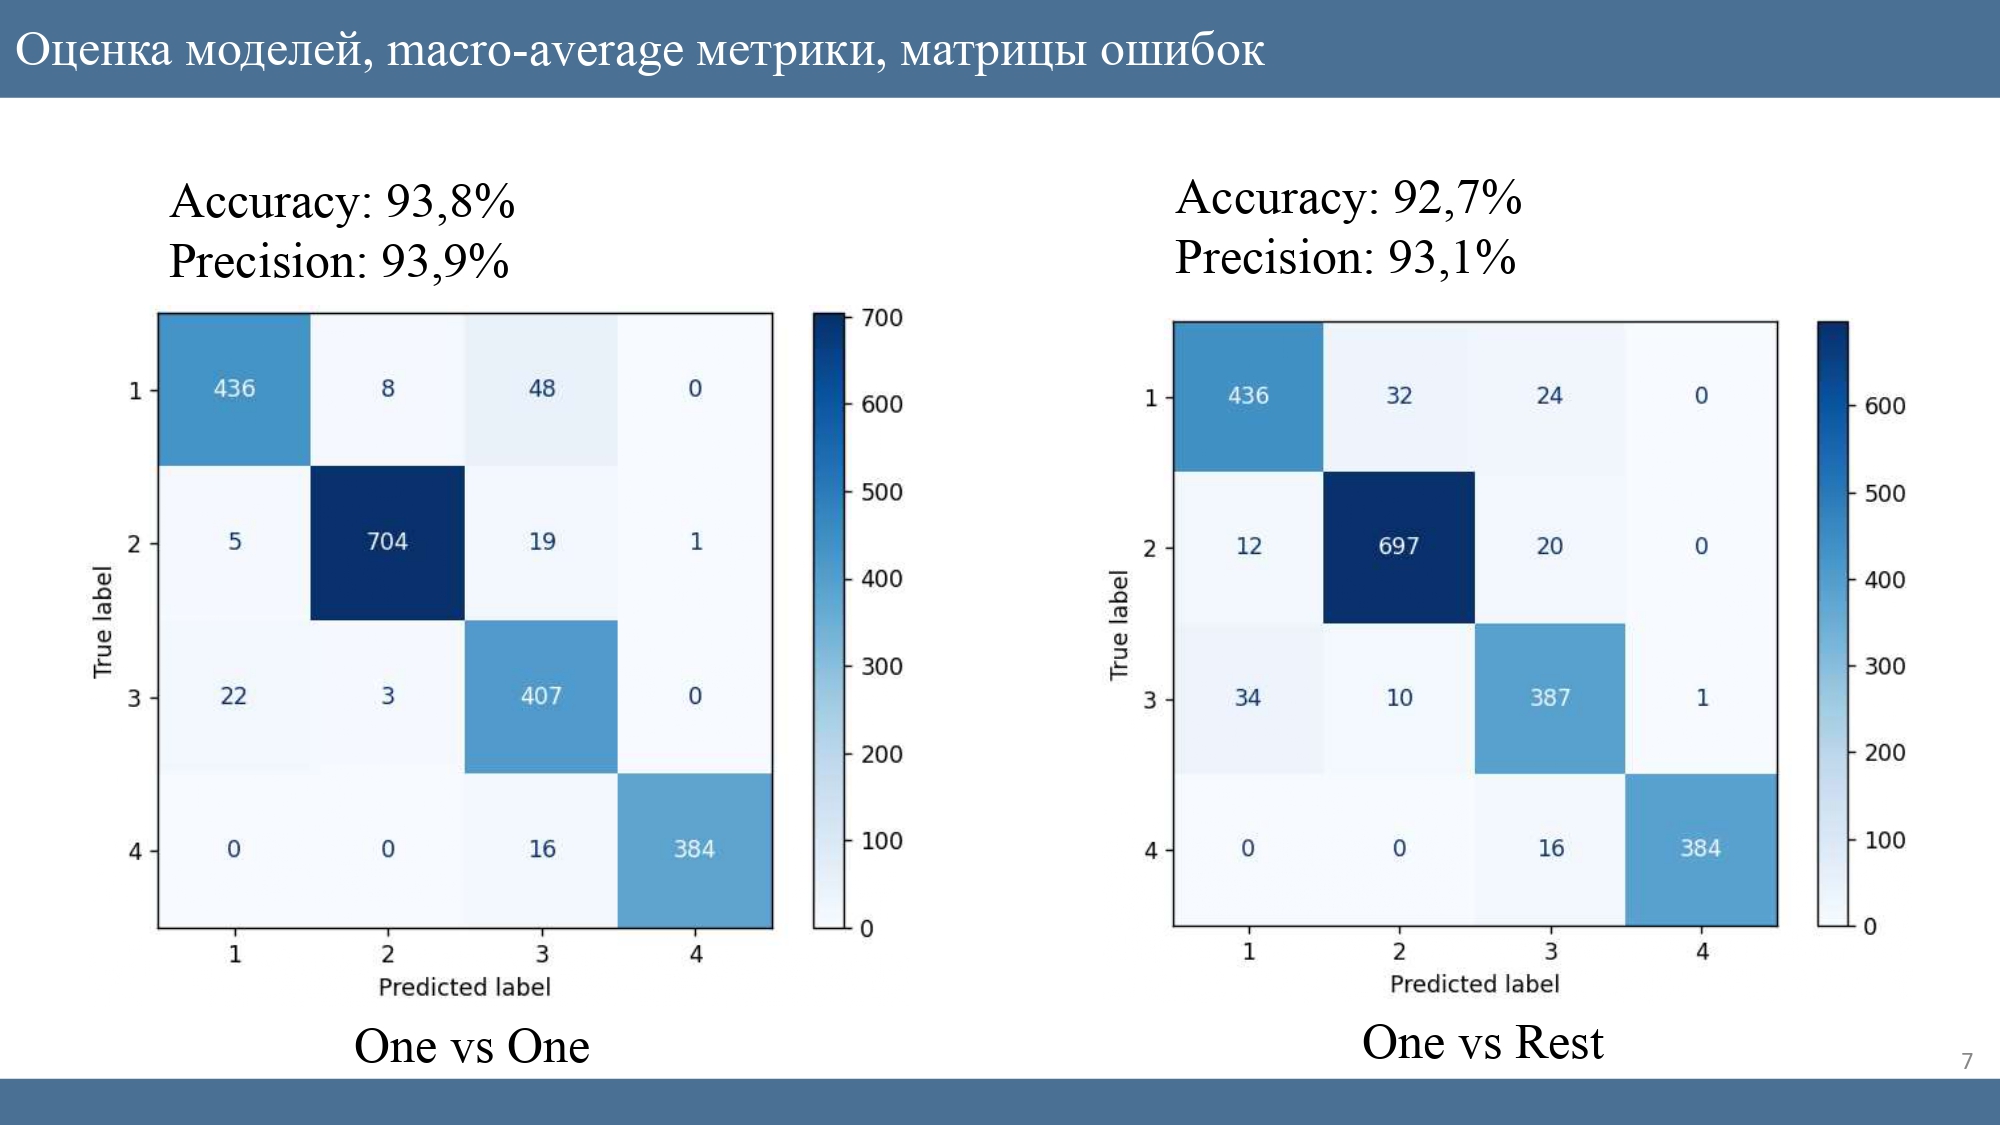 Оценка моделей, macro-average метрики, матрицы ошибок
Accuracy: 93,8%
Precision: 93,9%
700
600
500
400
300
200
100
0
1
2
3
4
True label
436 8 48 0
5 704 19 1
22 3 407 0
0 0 16 384
1 2 3 4
Predicted label
One vs One
Accuracy: 92,7%
Precision: 93,1%
600
500
400
300
200
100
0
1
2
3
4
True label
436 32 24 0
12 697 20 0
34 10 387 1
0 0 16 384
1 2 3 4
Predicted label
One vs Rest
7